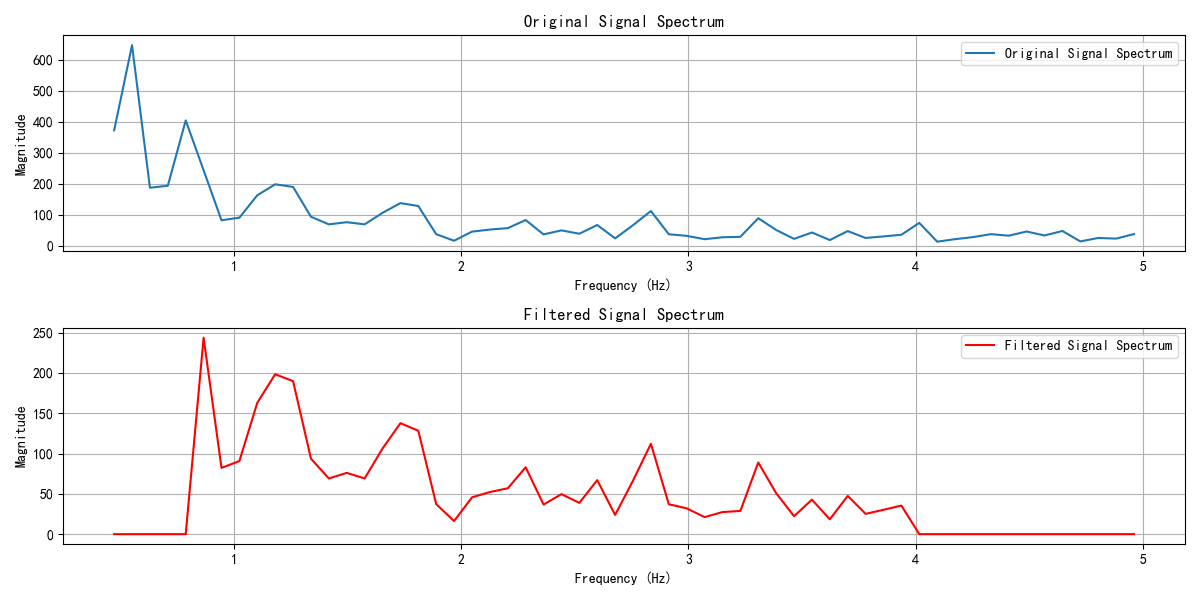 Original Signal Spectrum
Original Signal Spectrum
Magnitude
600
500
400
300
200
100
0
1
2
3
4
5
Frequency (Hz)
Filtered Signal Spectrum
Filtered Signal Spectrum
Magnitude
250
200
150
100
50
0
1
2
3
4
5
Frequency (Hz)